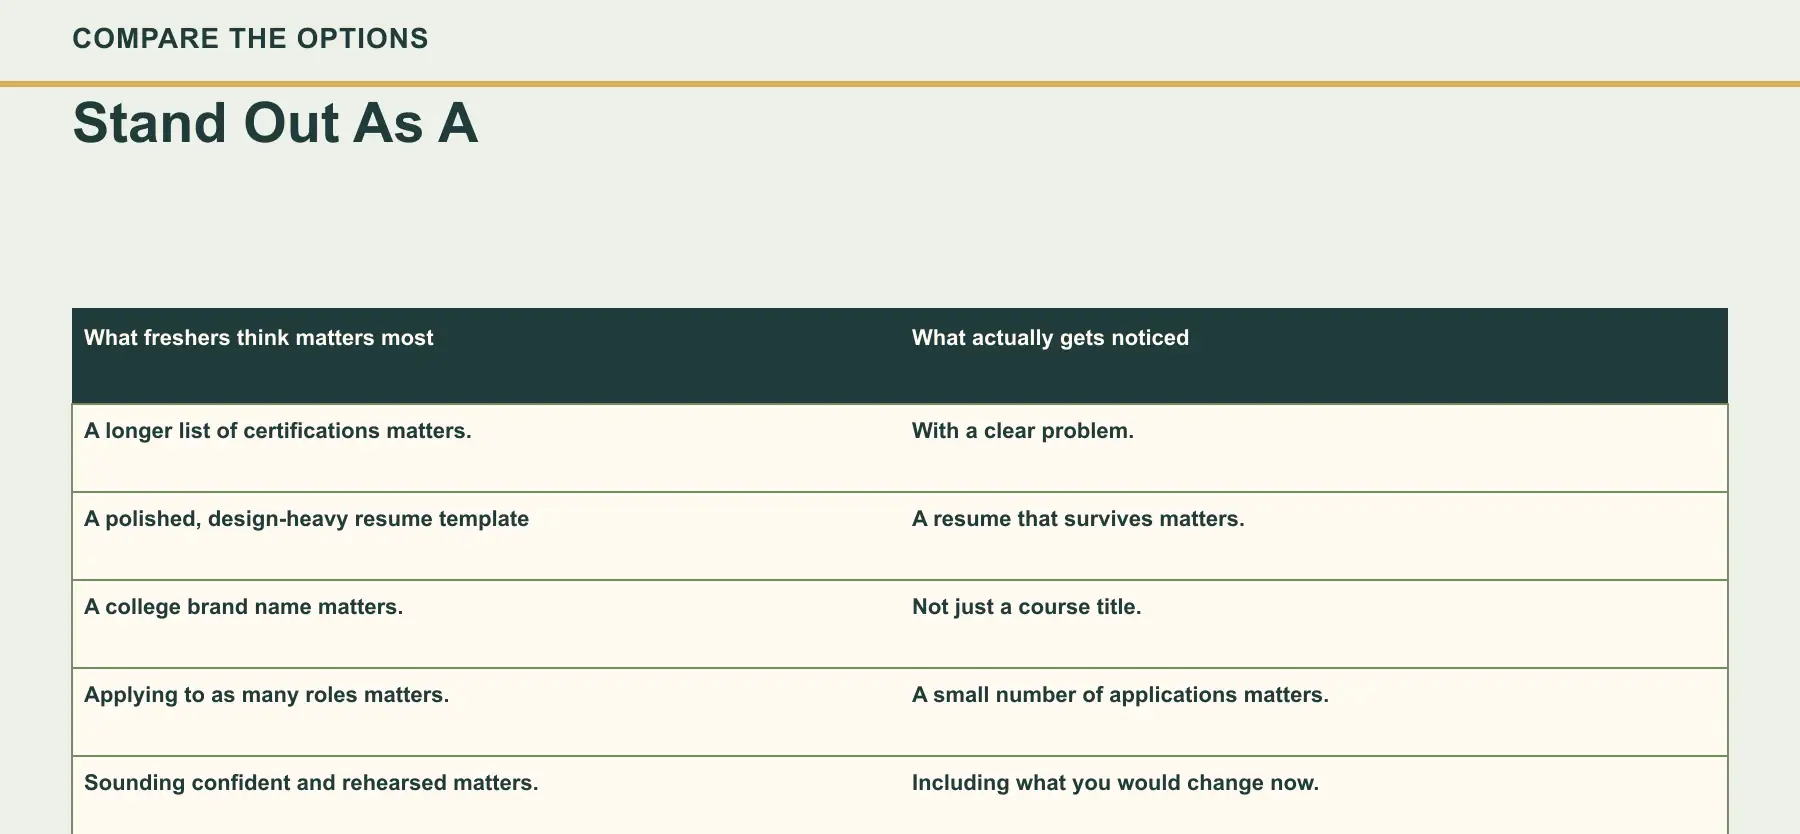 COMPARE THE OPTIONS
Stand Out As A
What freshers think matters most
What actually gets noticed
A longer list of certifications matters.
With a clear problem.
A polished, design-heavy resume template
A resume that survives matters.
A college brand name matters.
Not just a course title.
Applying to as many roles matters.
A small number of applications matters.
Sounding confident and rehearsed matters.
Including what you would change now.